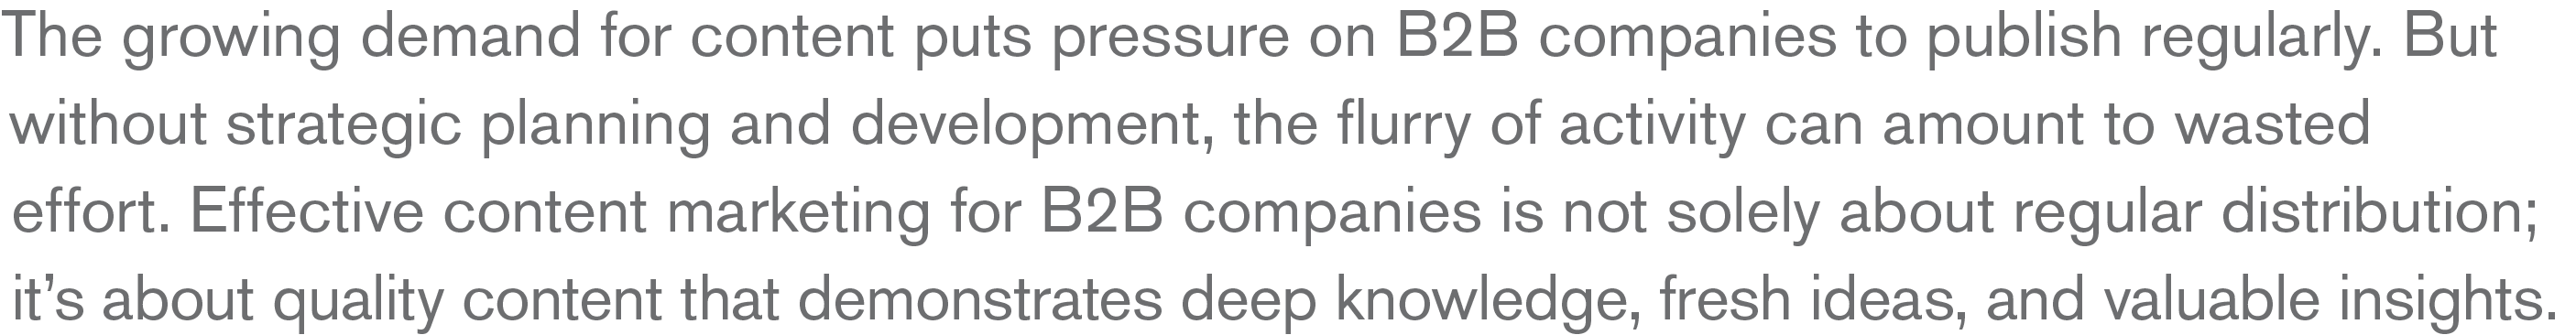 The growing demand for content puts pressure on B2B companies to publish regularly. But
without strategic planning and development, the flurry of activity can amount to wasted
effort. Effective content marketing for B2B companies is not solely about regular distribution;
it’s about quality content that demonstrates deep knowledge, fresh ideas, and valuable insights.